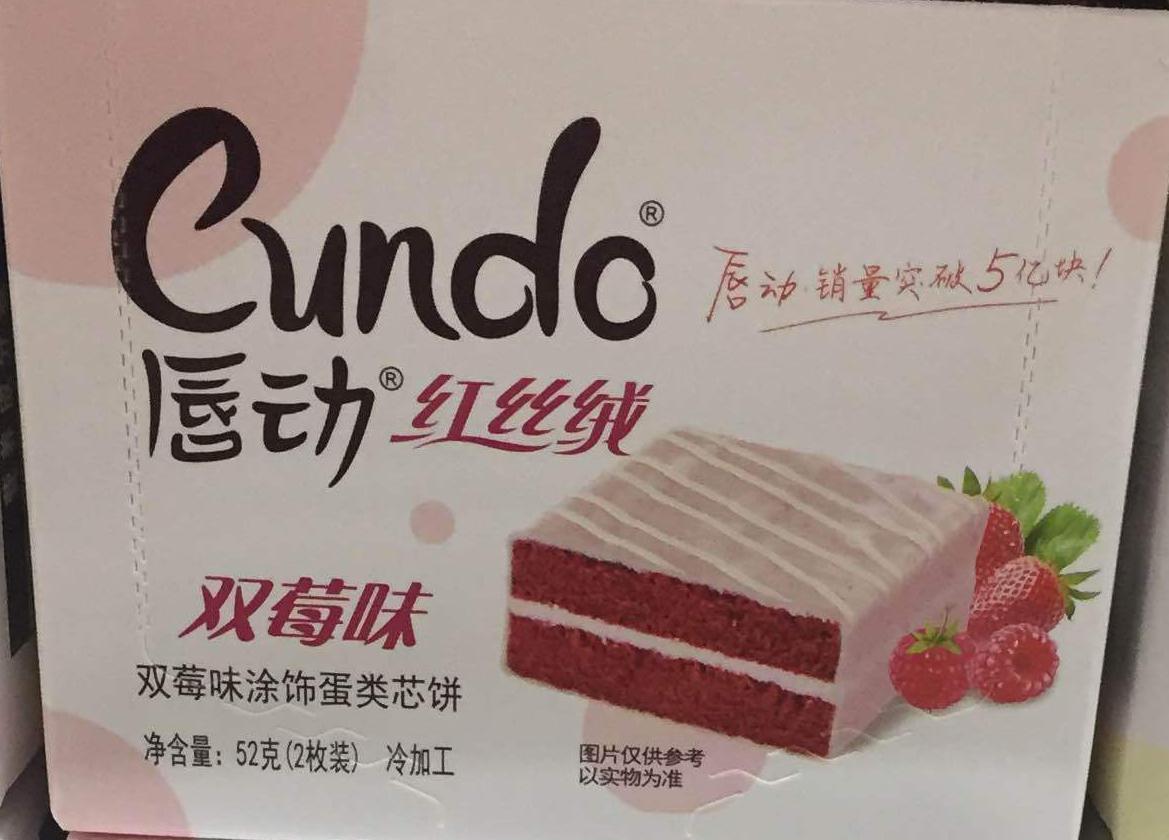 Cundo®
唇动·销量突破5亿块!
唇动®红丝绒
双莓味
双莓味涂饰蛋类芯饼
净含量：52克(2枚装) 冷加工
图片仅供参考
以实物为准